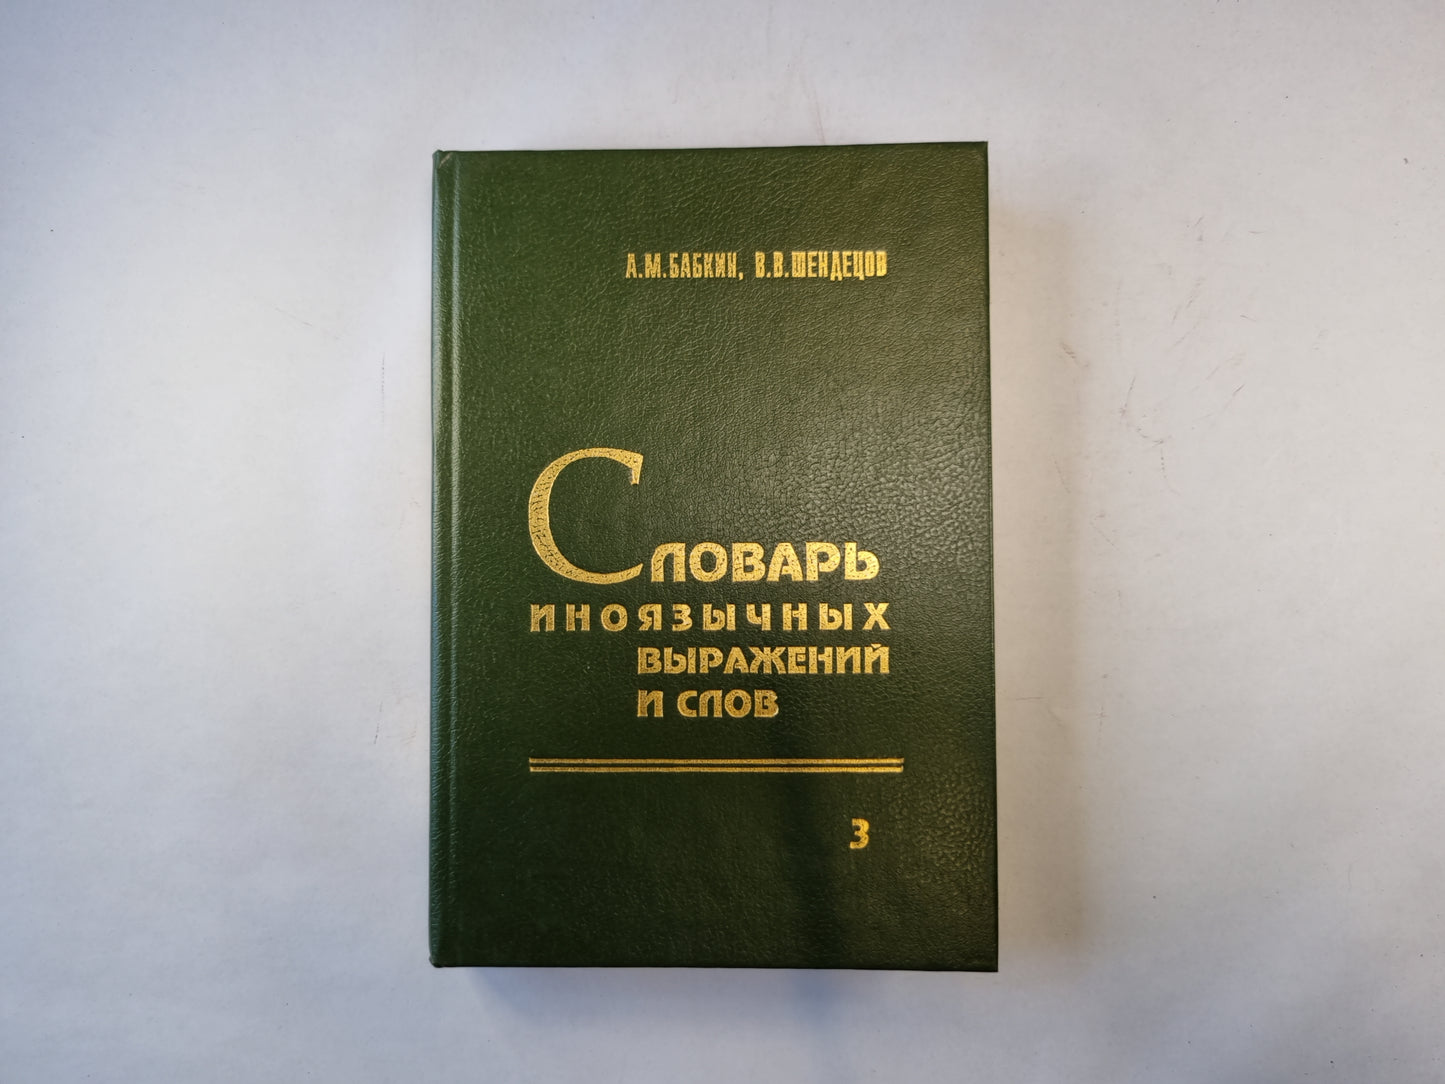 А.М.БАБКИН, В.В.ШЕНДЕЦОВ
СЛОВАРЬ
ИНОЯЗЫЧНЫХ
ВЫРАЖЕНИЙ
И СЛОВ
3